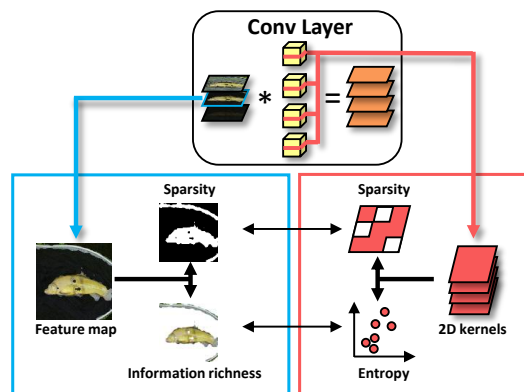 Conv Layer
* =
Sparsity
Sparsity
Feature map
2D kernels
Information richness
Entropy